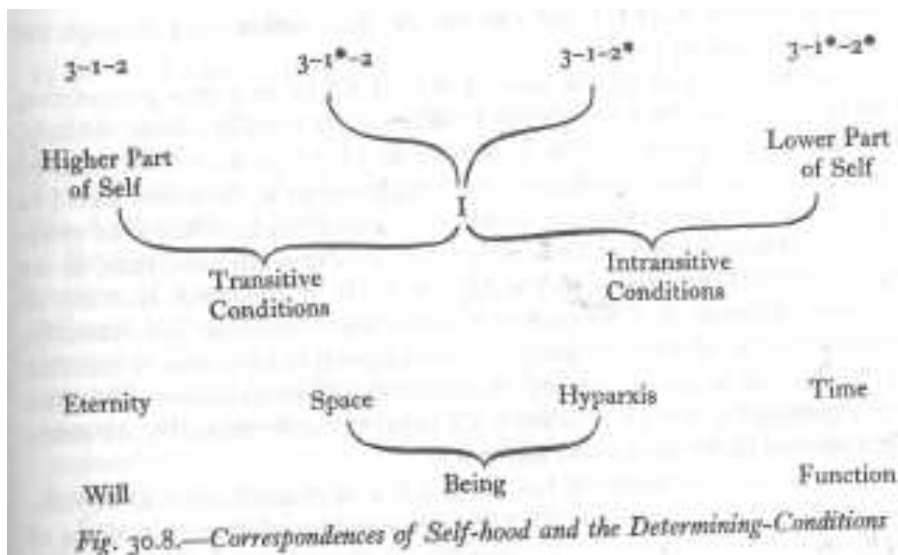 3–1–2 3–1*–2 3–1–2* 3–1*–2*
Higher Part Lower Part
of Self of Self
I
Transitive Intransitive
Conditions Conditions
Eternity Space Hyparxis Time
Will Being Function
Fig. 30.8.—Correspondences of Self-hood and the Determining-Conditions